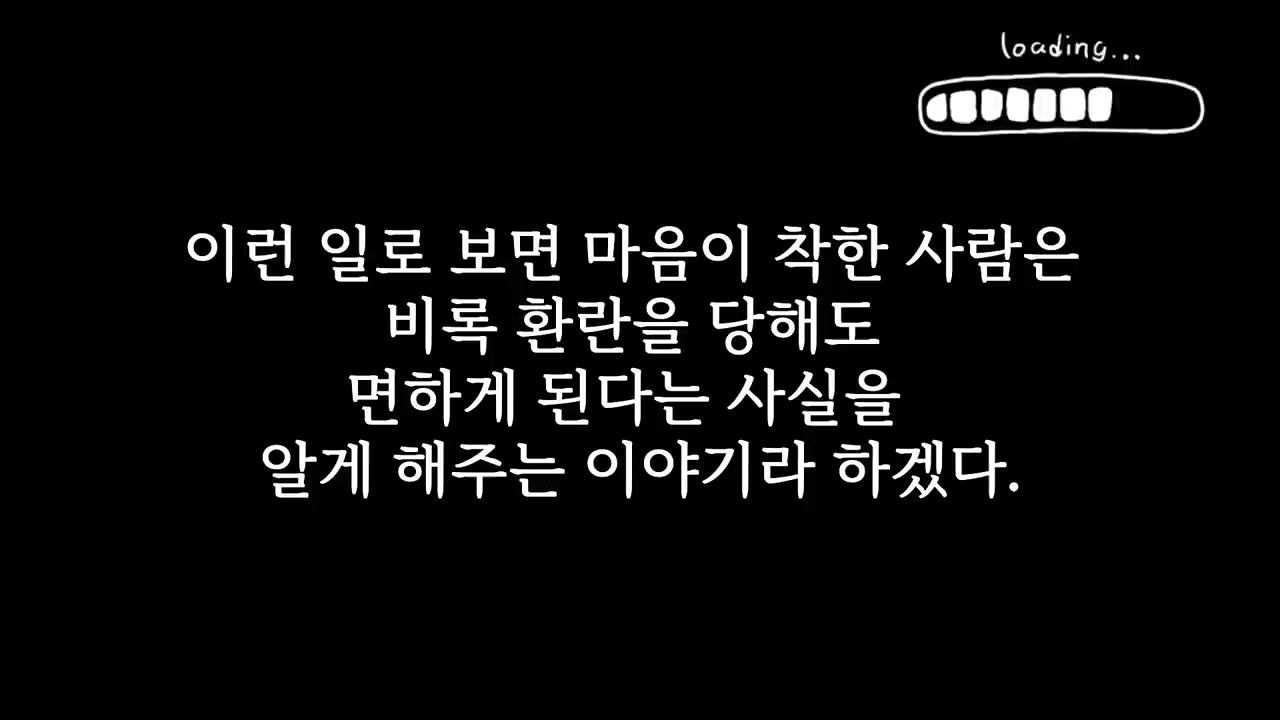 loading...
이런 일로 보면 마음이 착한 사람은
비록 환란을 당해도
면하게 된다는 사실을
알게 해주는 이야기라 하겠다.